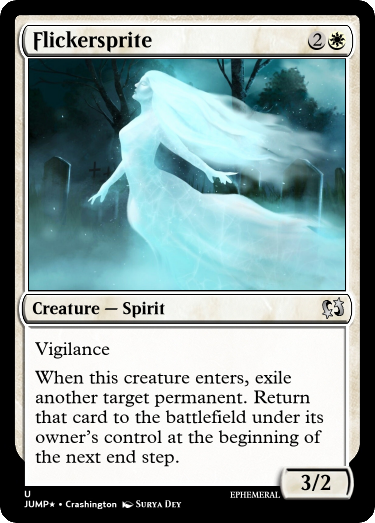 Flickersprite 2
Creature — Spirit
Vigilance
When this creature enters, exile
another target permanent. Return
that card to the battlefield under its
owner's control at the beginning of
the next end step.
3/2
U
EPHEMERAL
JUMP★ • Crashington SURYA DEY